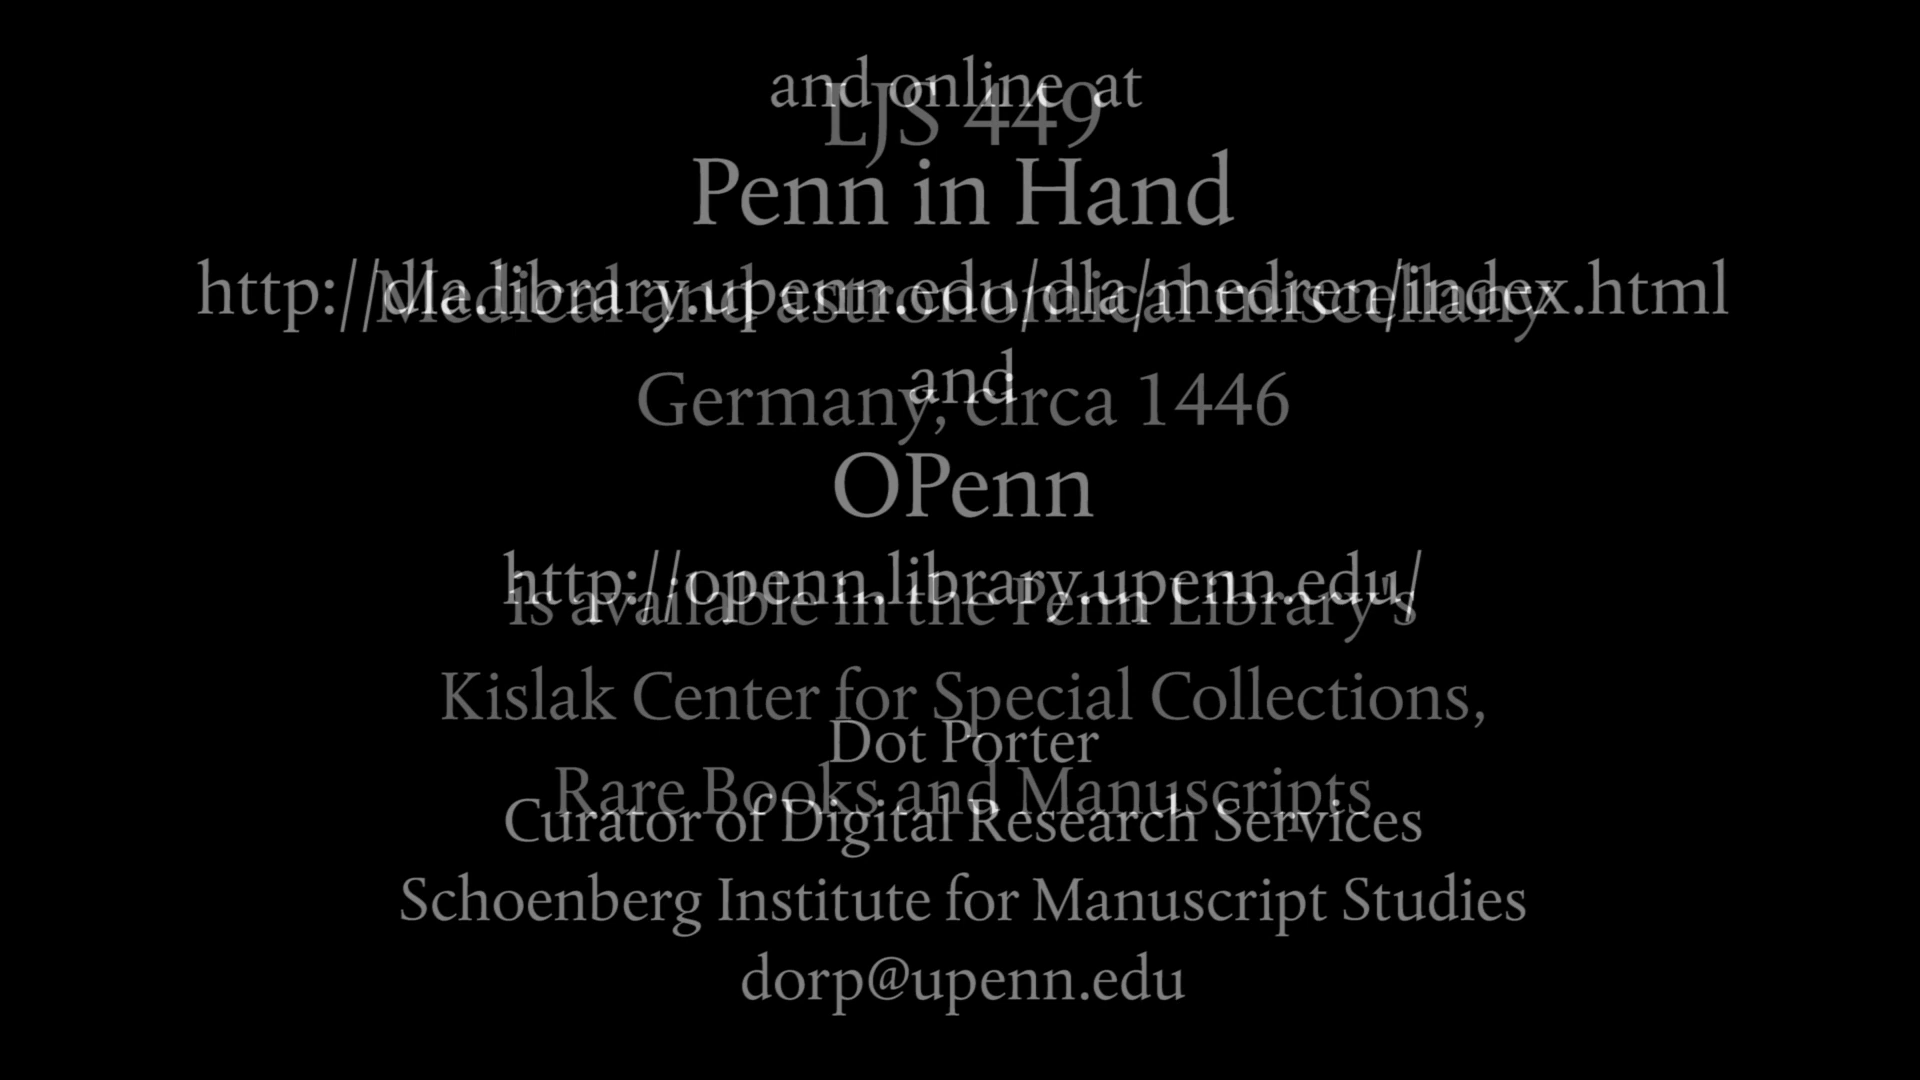 and online at
LJS 449
Penn in Hand
http://dla.library.upenn.edu/dla/medren/index.html
Medical and astronomical miscellany
and
Germany, circa 1446
OPenn
http://openn.library.upenn.edu/
is available in the Penn Library's
Kislak Center for Special Collections,
Dot Porter
Rare Books and Manuscripts
Curator of Digital Research Services
Schoenberg Institute for Manuscript Studies
dorp@upenn.edu